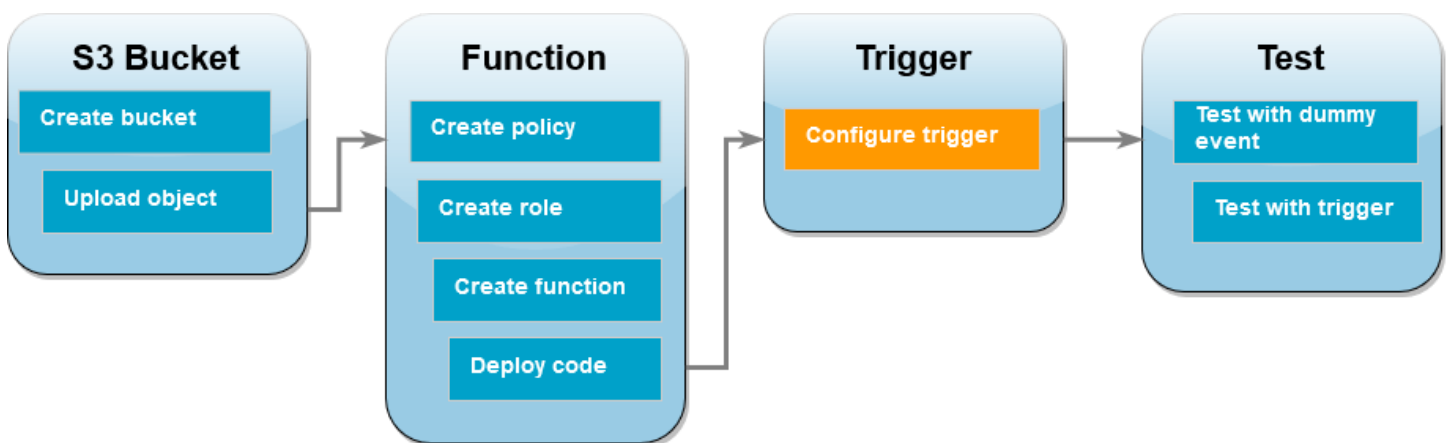 S3 Bucket
Create bucket
Upload object
Function
Create policy
Create role
Create function
Deploy code
Trigger
Configure trigger
Test
Test with dummy
event
Test with trigger